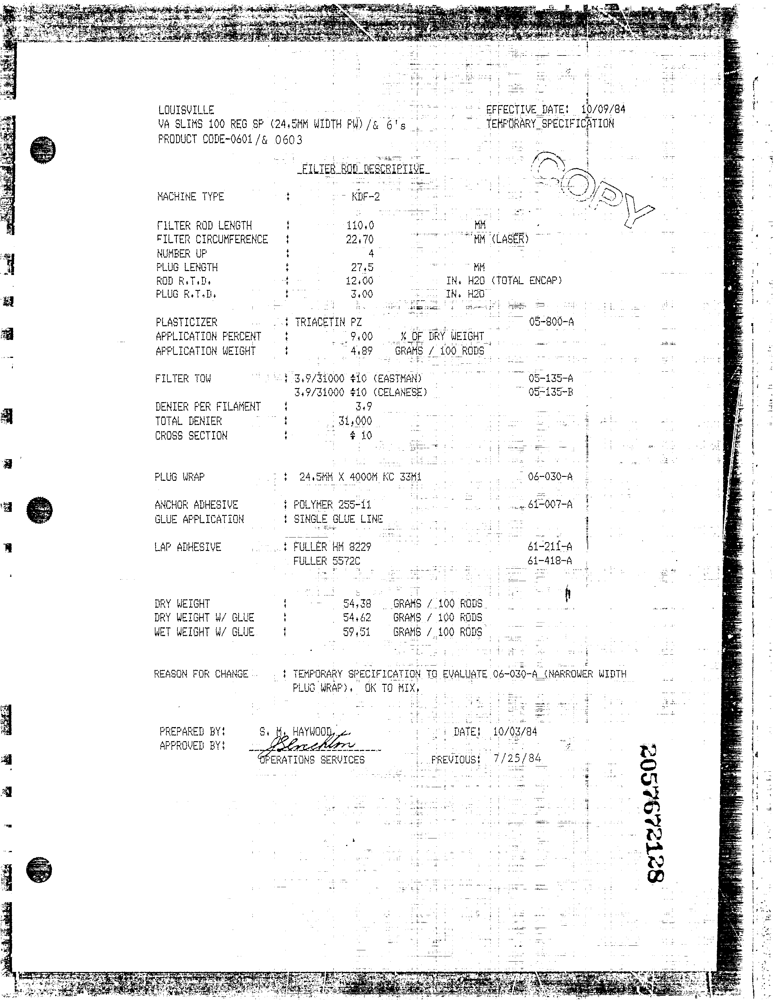 LOUISVILLE EFFECTIVE DATE: 10/09/84
VA SLIMS 100 REG SP (24.5MM WIDTH PW) /& 6's TEMPORARY SPECIFICATION
PRODUCT CODE-0601 /& 0603
COPY
FILTER ROD DESCRIPTIVE
MACHINE TYPE : KDF-2
FILTER ROD LENGTH : 110.0 MM
FILTER CIRCUMFERENCE : 22.70 MM (LASER)
NUMBER UP : 4
PLUG LENGTH : 27.5 MM
ROD R.T.D. : 12.00 IN. H2O (TOTAL ENCAP)
PLUG R.T.D. : 3.00 IN. H2O
PLASTICIZER : TRIACETIN PZ 05-800-A
APPLICATION PERCENT : 9.00 % OF DRY WEIGHT
APPLICATION WEIGHT : 4.89 GRAMS / 100 RODS
FILTER TOW : 3.9/31000 #10 (EASTMAN) 05-135-A
3.9/31000 #10 (CELANESE) 05-135-B
DENIER PER FILAMENT : 3.9
TOTAL DENIER : 31,000
CROSS SECTION : # 10
PLUG WRAP : 24.5MM X 4000M KC 33M1 06-030-A
ANCHOR ADHESIVE : POLYMER 255-11 61-007-A
GLUE APPLICATION : SINGLE GLUE LINE
LAP ADHESIVE : FULLER HM 8229 61-211-A
FULLER 5572C 61-418-A
DRY WEIGHT : 54.38 GRAMS / 100 RODS
DRY WEIGHT W/ GLUE : 54.62 GRAMS / 100 RODS
WET WEIGHT W/ GLUE : 59.51 GRAMS / 100 RODS
REASON FOR CHANGE : TEMPORARY SPECIFICATION TO EVALUATE 06-030-A (NARROWER WIDTH
PLUG WRAP). OK TO MIX.
PREPARED BY: S. M. HAYWOOD DATE: 10/03/84
APPROVED BY:
OPERATIONS SERVICES PREVIOUS: 7/25/84
2057672128